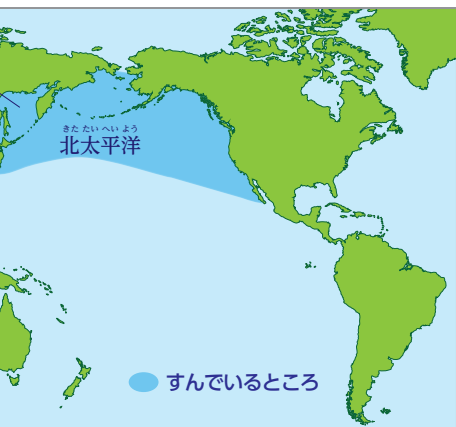 きたたいへいよう
北太平洋
すんでいるところ